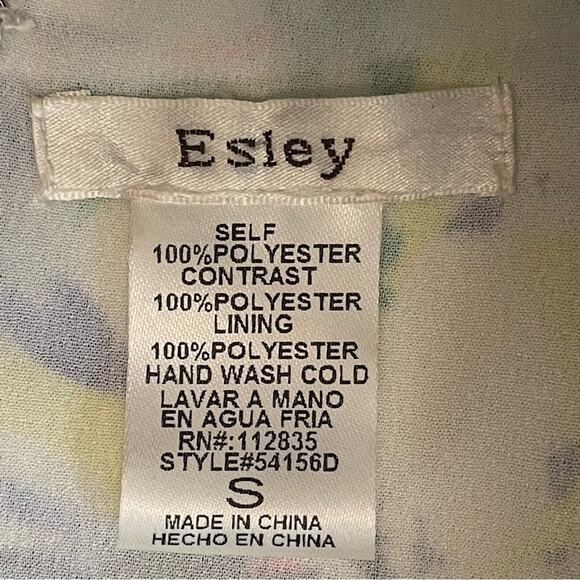 Esley
SELF
100%POLYESTER
CONTRAST
100%POLYESTER
LINING
100%POLYESTER
HAND WASH COLD
LAVAR A MANO
EN AGUA FRIA
RN#:112835
STYLE#54156D
S
MADE IN CHINA
HECHO EN CHINA